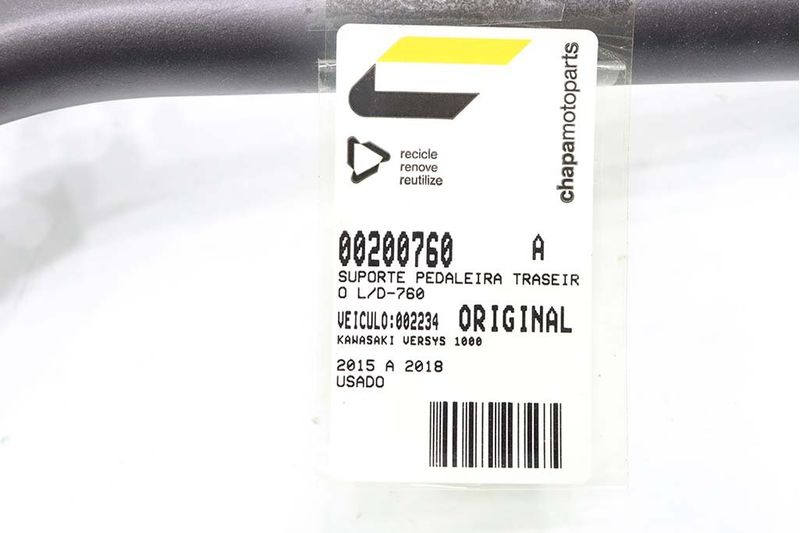 chapamotoparts
recicle
renove
reutilize
00200760 A
SUPORTE PEDALEIRA TRASEIR
O L/D-760
VEICULO:002234 ORIGINAL
KAWASAKI VERSYS 1000
2015 A 2018
USADO